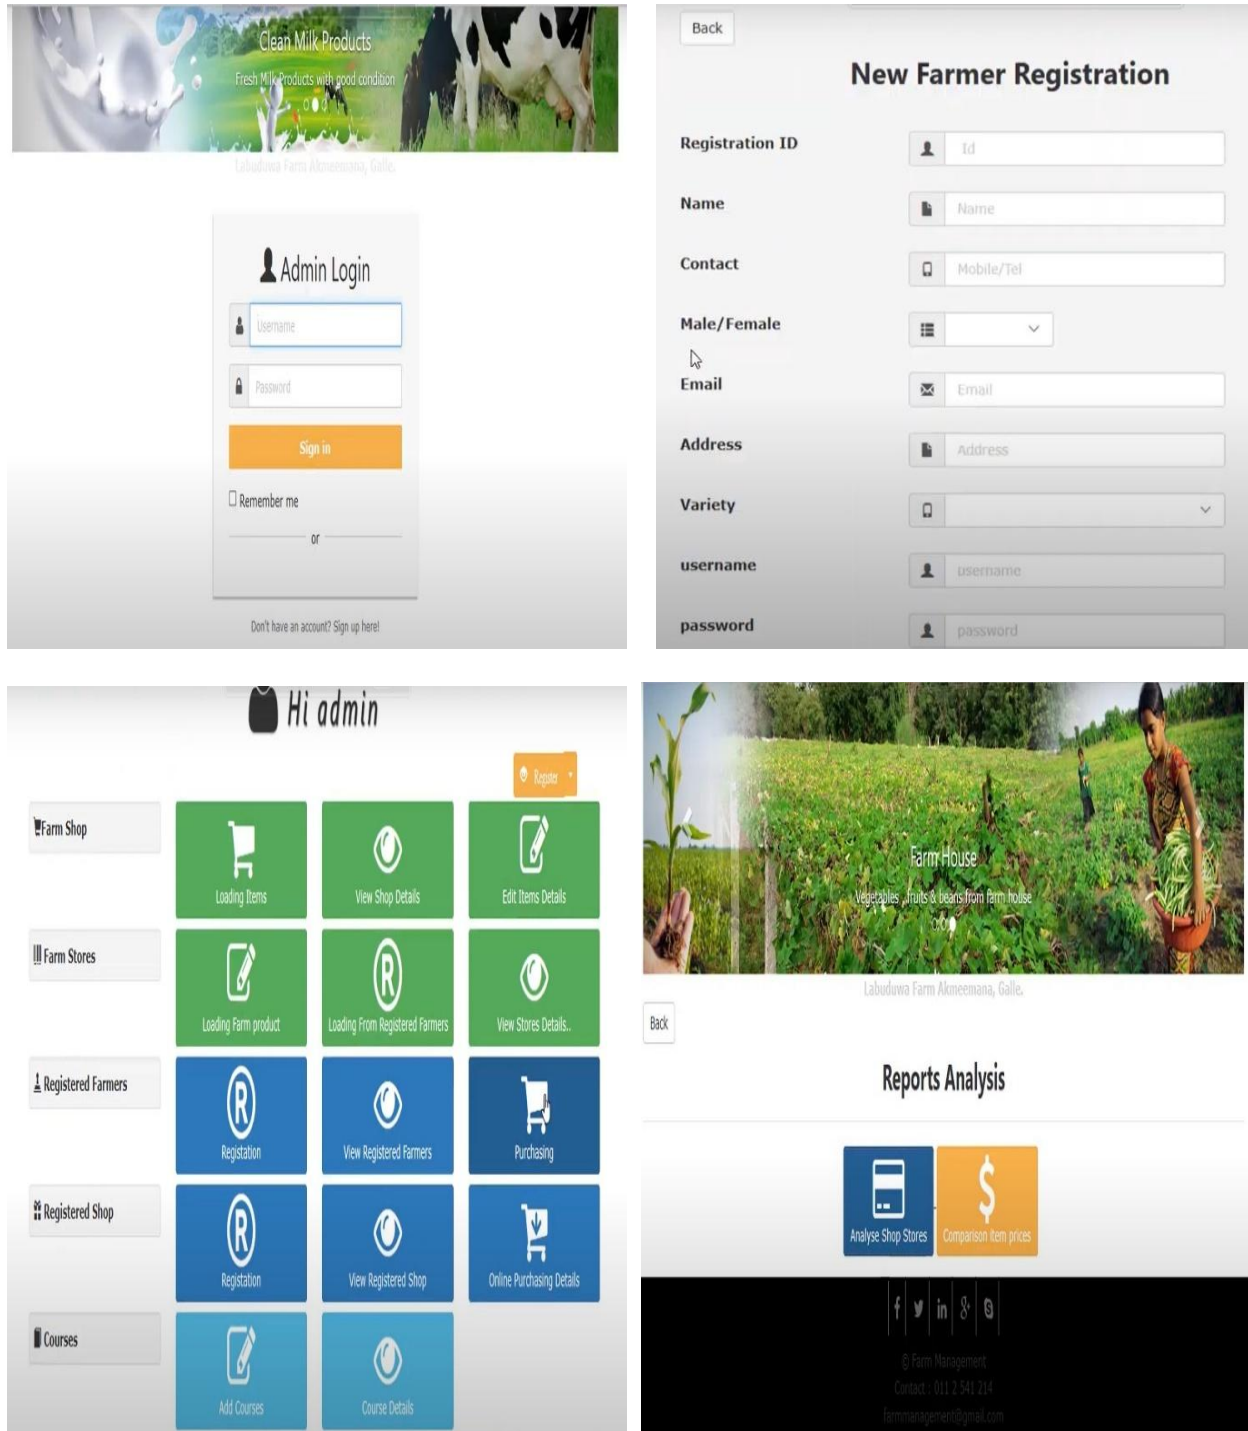 Clean Milk Products
Fresh Milk Products with good condition
Labuduwa Farm Akmeemana, Galle.
Admin Login
Username
Password
Sign in
Remember me
or
Don't have an account? Sign up here!
Back
New Farmer Registration
Registration ID
Id
Name
Name
Contact
Mobile/Tel
Male/Female
Email
Email
Address
Address
Variety
username
username
password
password
Hi admin
Register
Farm Shop
Loading Items
View Shop Details
Edit Items Details
Farm Stores
Loading Farm product
Loading From Registered Farmers
View Stores Details..
Registered Farmers
Registation
View Registered Farmers
Purchasing
Registered Shop
Registation
View Registered Shop
Online Purchasing Details
Courses
Add Courses
Course Details
Farm House
Vegetables , fruits & beans from farm house
Labuduwa Farm Akmeemana, Galle.
Back
Reports Analysis
Analyse Shop Stores
Comparison item prices
© Farm Management
Contact : 011 2 541 214
farmmanagement@gmail.com